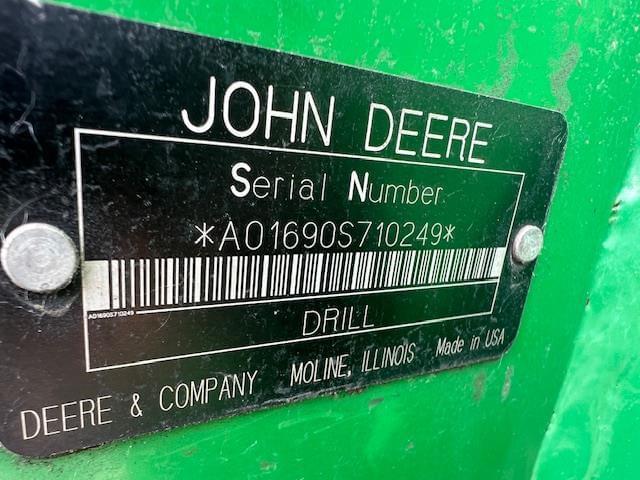 JOHN DEERE
Serial Number
*A01690S710249*
A01690S710249
DRILL
DEERE & COMPANY MOLINE, ILLINOIS Made in USA